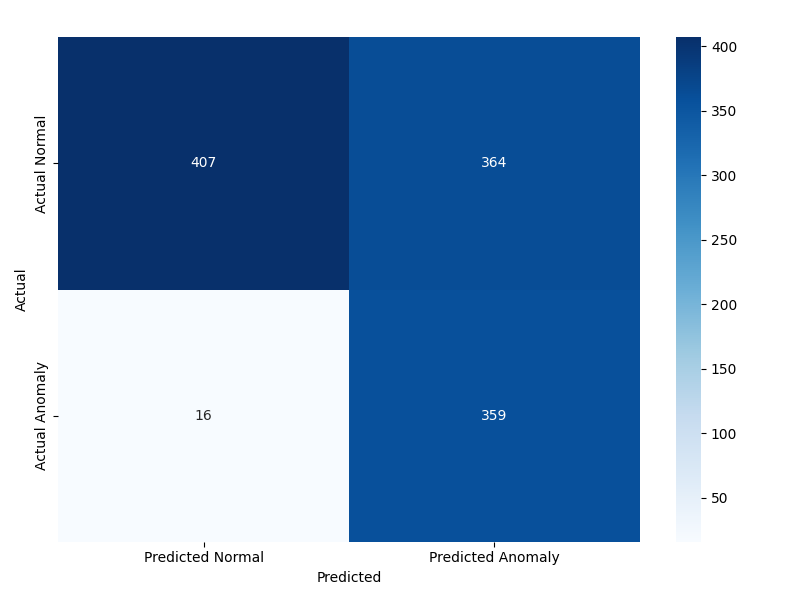 Actual
Actual Normal
Actual Anomaly
407
364
16
359
Predicted Normal
Predicted Anomaly
Predicted
400
350
300
250
200
150
100
50